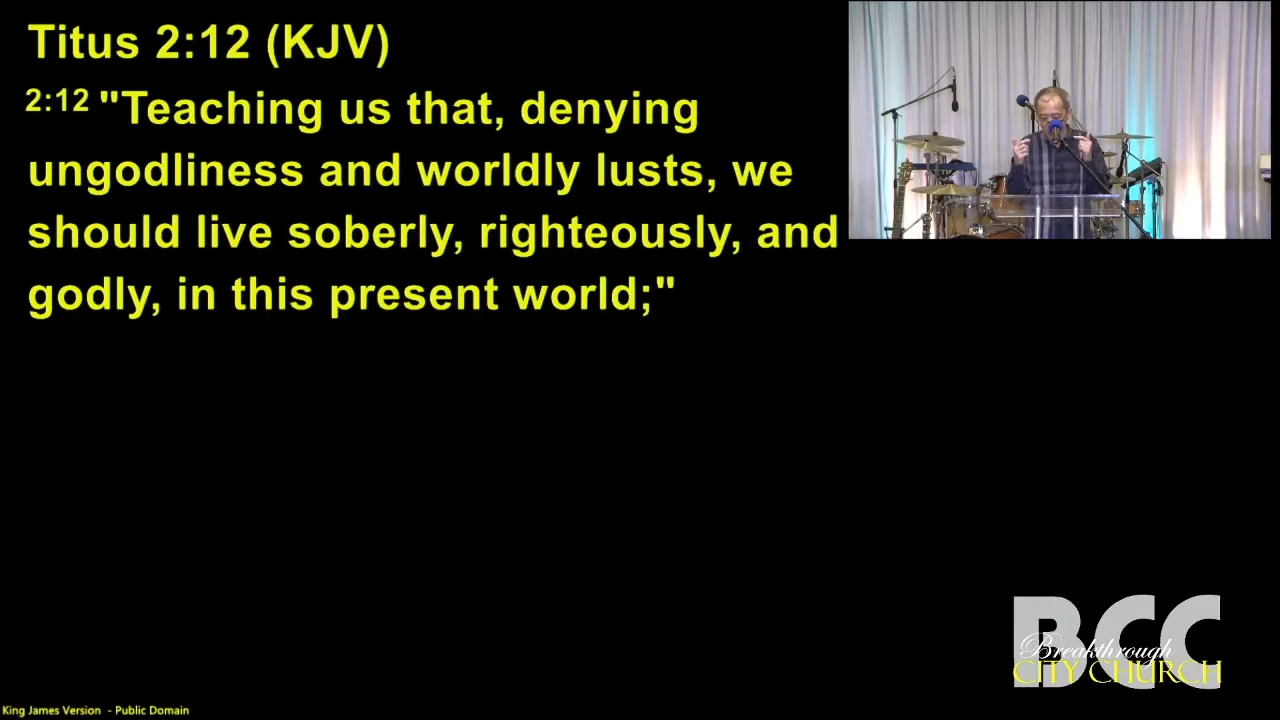 Titus 2:12 (KJV)
2:12 "Teaching us that, denying
ungodliness and worldly lusts, we
should live soberly, righteously, and
godly, in this present world;"
BCC
Breakthrough
CITY CHURCH
King James Version - Public Domain